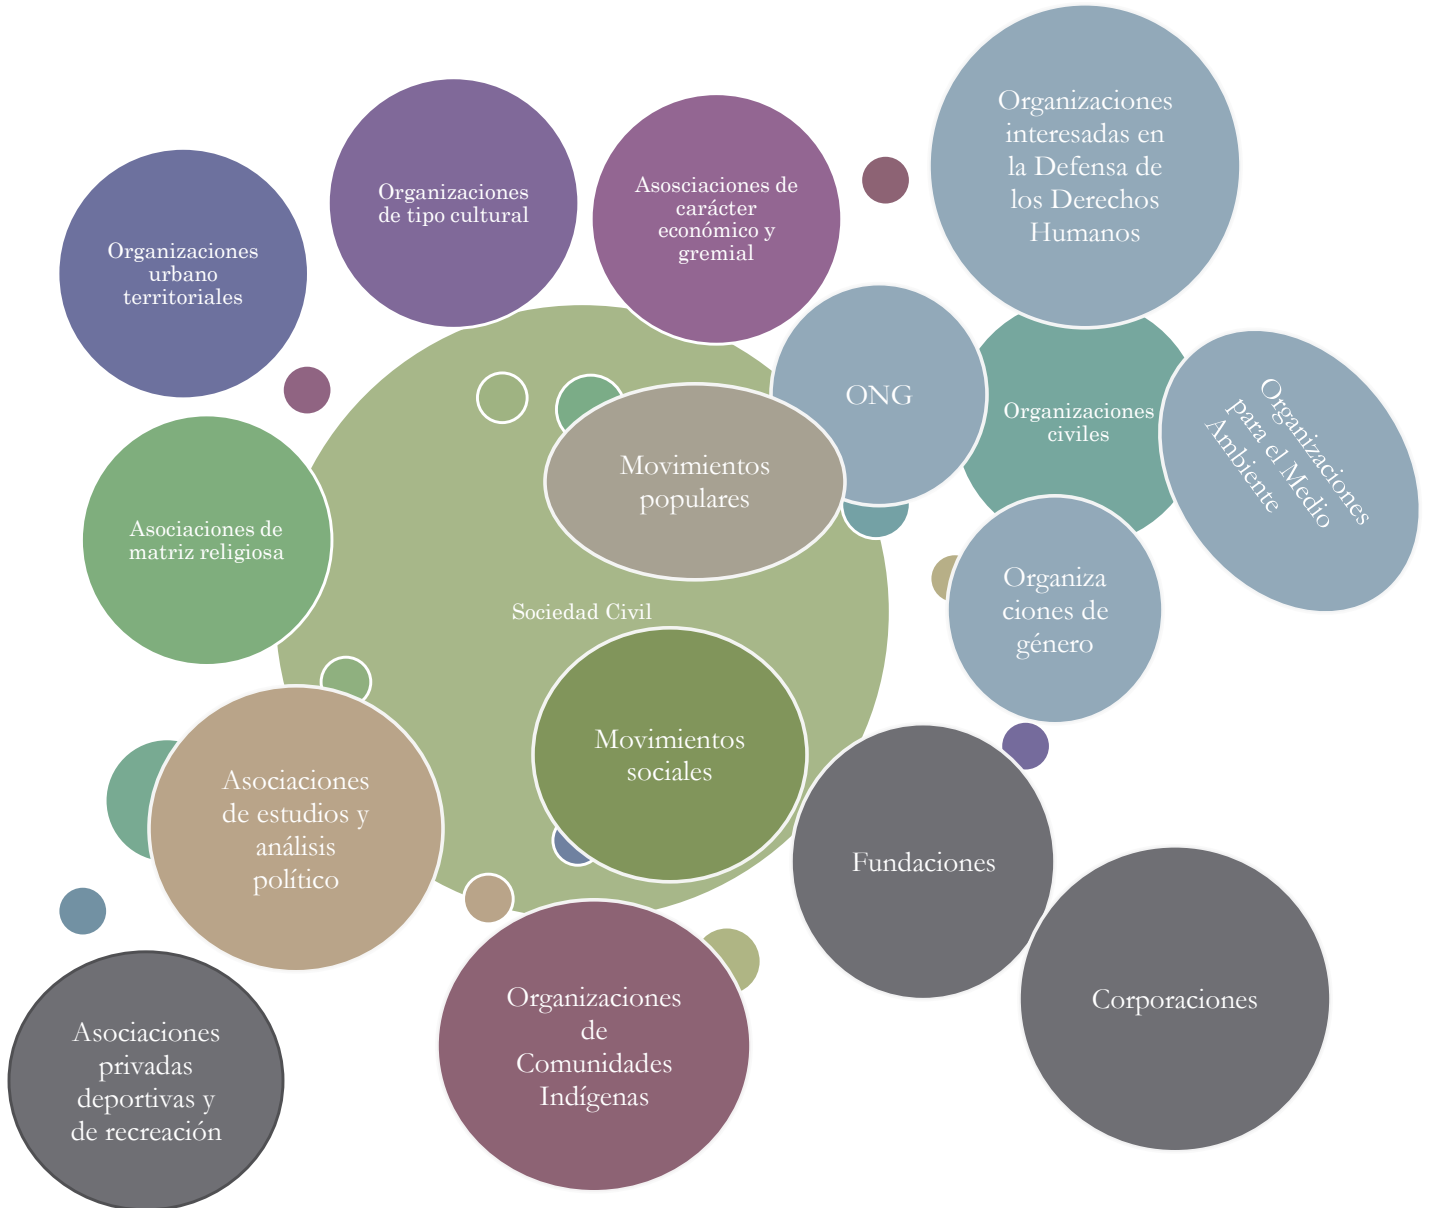 Organizaciones
interesadas en
la Defensa de
los Derechos
Humanos
Organizaciones
de tipo cultural
Asosciaciones de
carácter
económico y
gremial
Organizaciones
urbano
territoriales
ONG
Organizaciones
civiles
Organizaciones
para el Medio
Ambiente
Movimientos
populares
Asociaciones de
matriz religiosa
Sociedad Civil
Organiza
ciones de
género
Movimientos
sociales
Asociaciones
de estudios y
análisis
político
Fundaciones
Corporaciones
Organizaciones
de
Comunidades
Indígenas
Asociaciones
privadas
deportivas y
de recreación